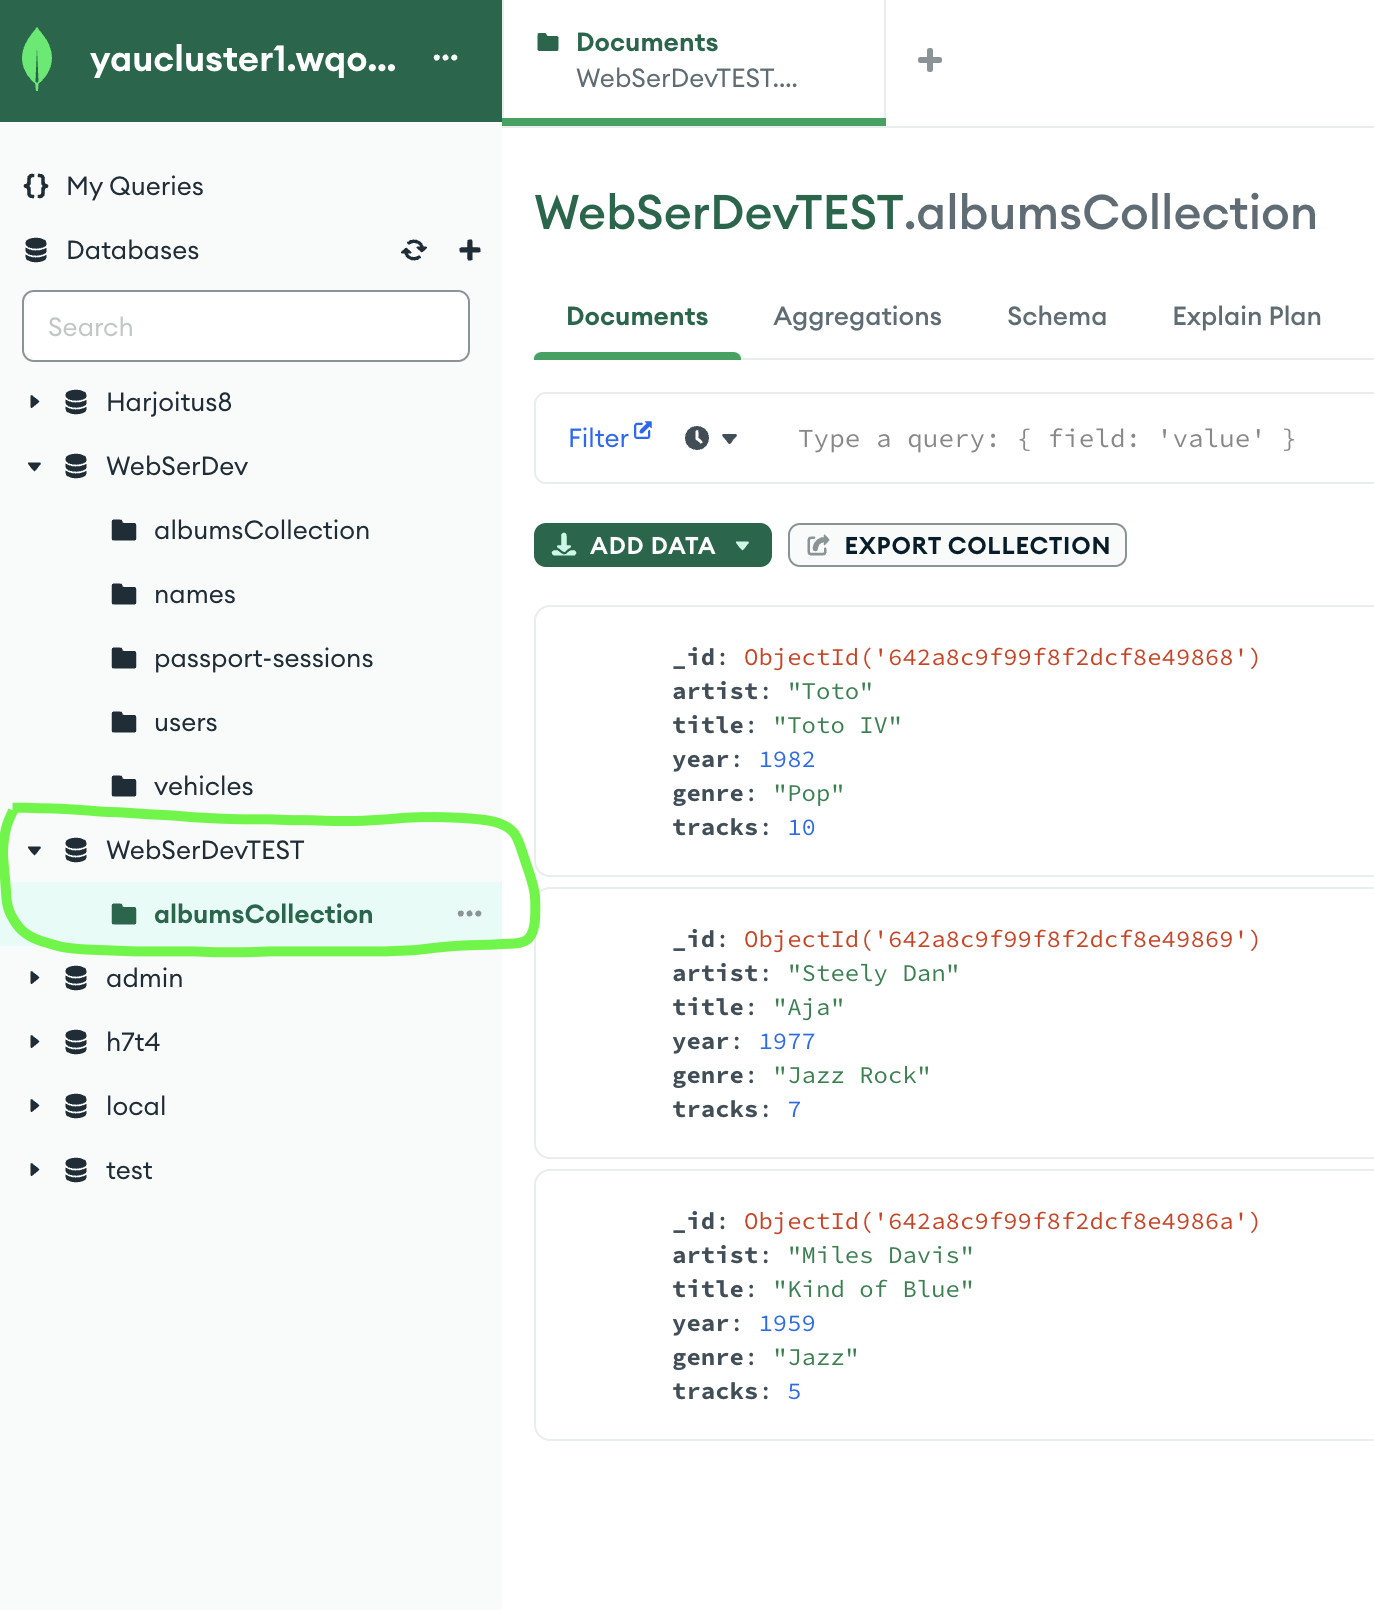 yaucluster1.wqo... ...
Documents
WebSerDevTEST....
{} My Queries
Databases
Search
Harjoitus8
WebSerDev
albumsCollection
names
passport-sessions
users
vehicles
WebSerDevTEST
albumsCollection ...
admin
h7t4
local
test
WebSerDevTEST.albumsCollection
Documents Aggregations Schema Explain Plan
Filter Type a query: { field: 'value' }
ADD DATA EXPORT COLLECTION
_id: ObjectId('642a8c9f99f8f2dcf8e49868')
artist: "Toto"
title: "Toto IV"
year: 1982
genre: "Pop"
tracks: 10
_id: ObjectId('642a8c9f99f8f2dcf8e49869')
artist: "Steely Dan"
title: "Aja"
year: 1977
genre: "Jazz Rock"
tracks: 7
_id: ObjectId('642a8c9f99f8f2dcf8e4986a')
artist: "Miles Davis"
title: "Kind of Blue"
year: 1959
genre: "Jazz"
tracks: 5